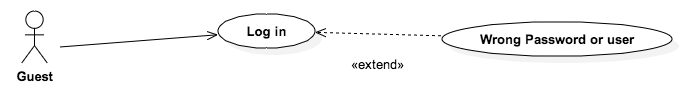 Log in
Wrong Password or user
«extend»
Guest